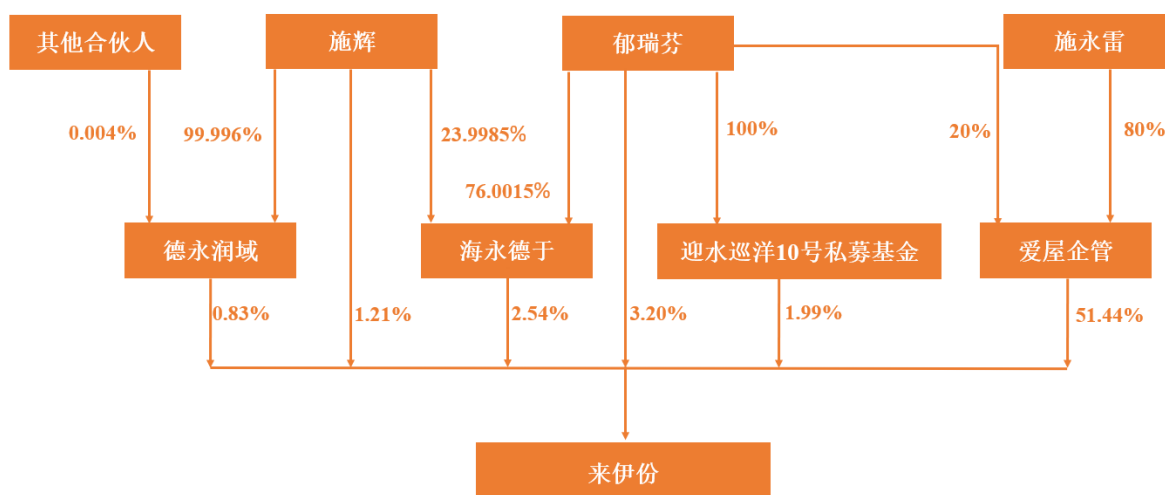 其他合伙人
施辉
郁瑞芬
施永雷
0.004%
99.996%
23.9985%
76.0015%
100%
20%
80%
德永润域
海永德于
迎水巡洋10号私募基金
爱屋企管
0.83%
1.21%
2.54%
3.20%
1.99%
51.44%
来伊份